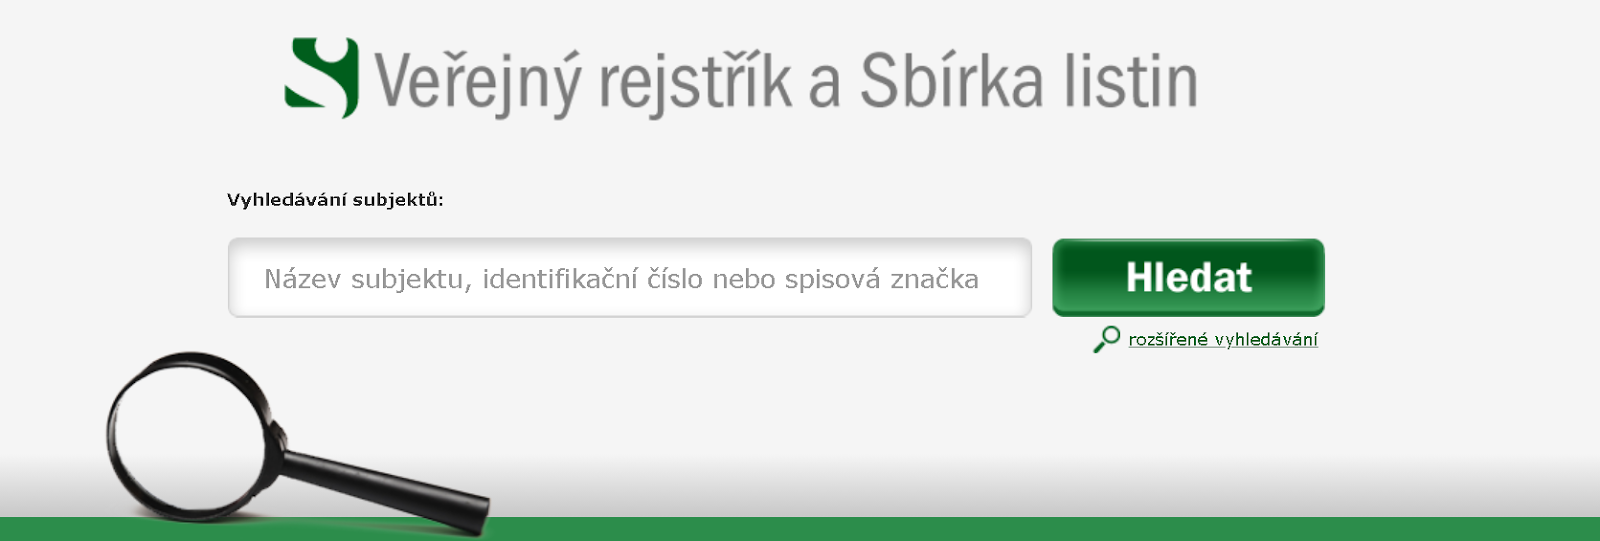 Veřejný rejstřík a Sbírka listin
Vyhledávání subjektů:
Název subjektu, identifikační číslo nebo spisová značka
Hledat
rozšířené vyhledávání